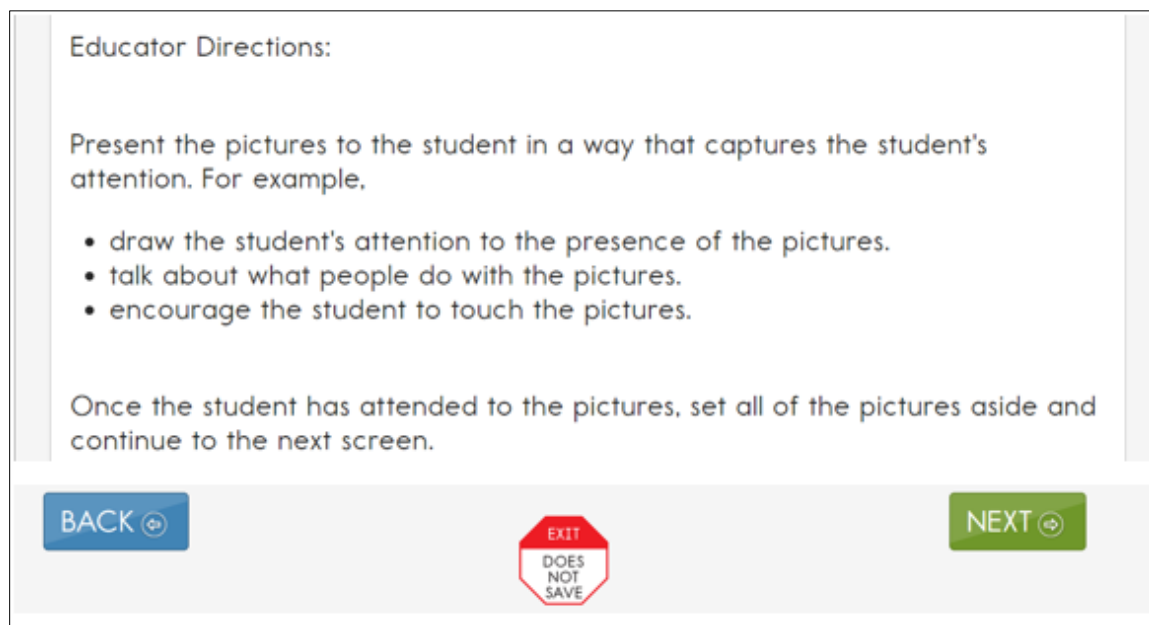 Educator Directions:
Present the pictures to the student in a way that captures the student's
attention. For example,
• draw the student's attention to the presence of the pictures.
• talk about what people do with the pictures.
• encourage the student to touch the pictures.
Once the student has attended to the pictures, set all of the pictures aside and
continue to the next screen.
BACK
NEXT
EXIT
DOES
NOT
SAVE